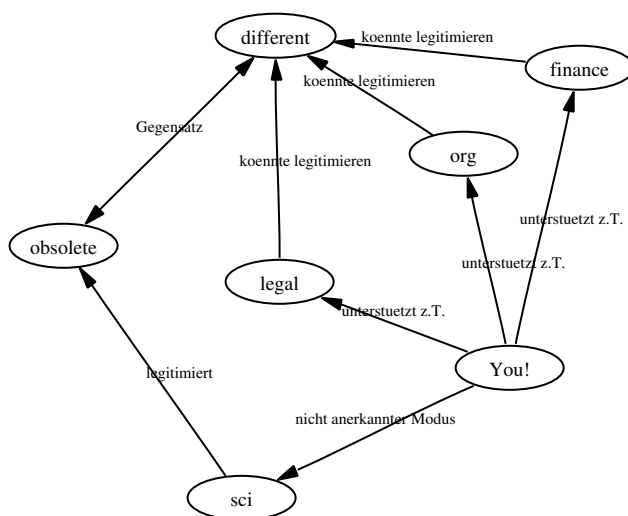 different
koennte legitimieren
finance
koennte legitimieren
Gegensatz
org
koennte legitimieren
unterstuetzt z.T.
obsolete
unterstuetzt z.T.
legal
unterstuetzt z.T.
You!
legitimiert
nicht anerkannter Modus
sci